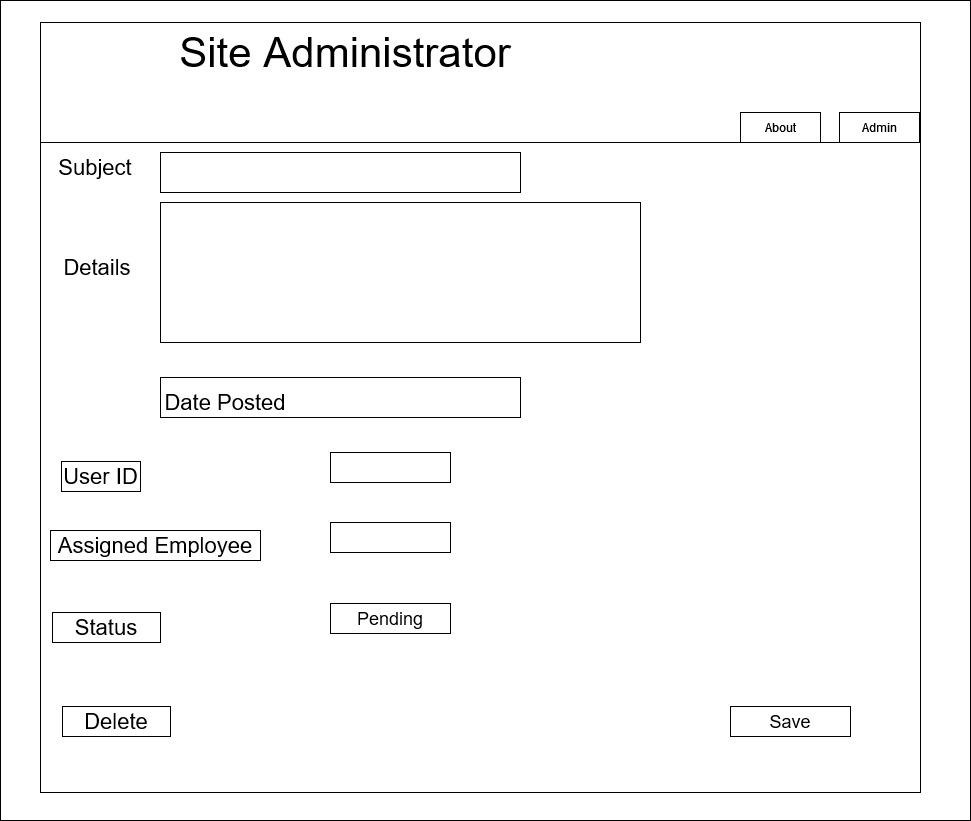 Site Administrator
About
Admin
Subject
Details
Date Posted
User ID
Assigned Employee
Status
Pending
Delete
Save